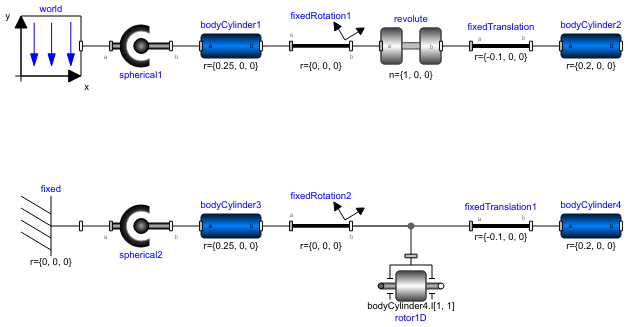 y
world
x
a
b
spherical1
bodyCylinder1
a
b
r={0.25, 0, 0}
fixedRotation1
a
b
r={0, 0, 0}
revolute
a
b
n={1, 0, 0}
fixedTranslation
a
b
r={-0.1, 0, 0}
bodyCylinder2
a
b
r={0.2, 0, 0}
fixed
r={0, 0, 0}
a
b
spherical2
bodyCylinder3
a
b
r={0.25, 0, 0}
fixedRotation2
a
b
r={0, 0, 0}
bodyCylinder4.I[1, 1]
rotor1D
fixedTranslation1
a
b
r={-0.1, 0, 0}
bodyCylinder4
a
b
r={0.2, 0, 0}